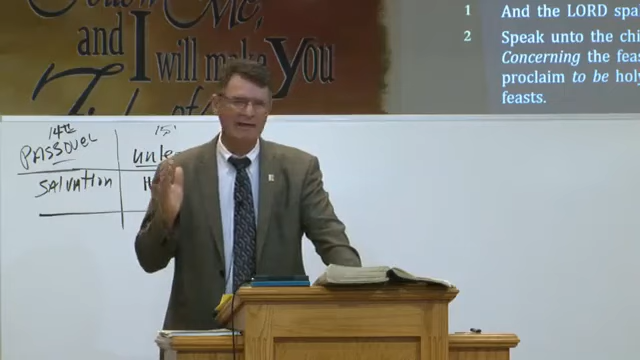 Follow Me,
and I will make You
1 And the LORD spa
2 Speak unto the chi
Concerning the feas
proclaim to be holy
feasts.
14th
15
PASSOVER
unle
SALVATION
H